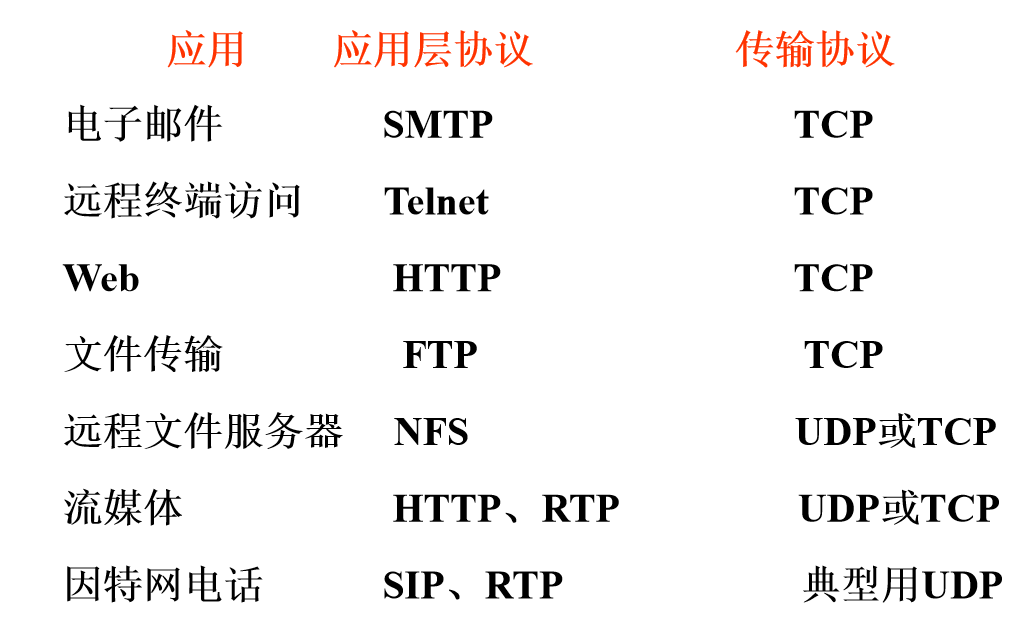 应用 应用层协议 传输协议
电子邮件 SMTP TCP
远程终端访问 Telnet TCP
Web HTTP TCP
文件传输 FTP TCP
远程文件服务器 NFS UDP或TCP
流媒体 HTTP、RTP UDP或TCP
因特网电话 SIP、RTP 典型用UDP